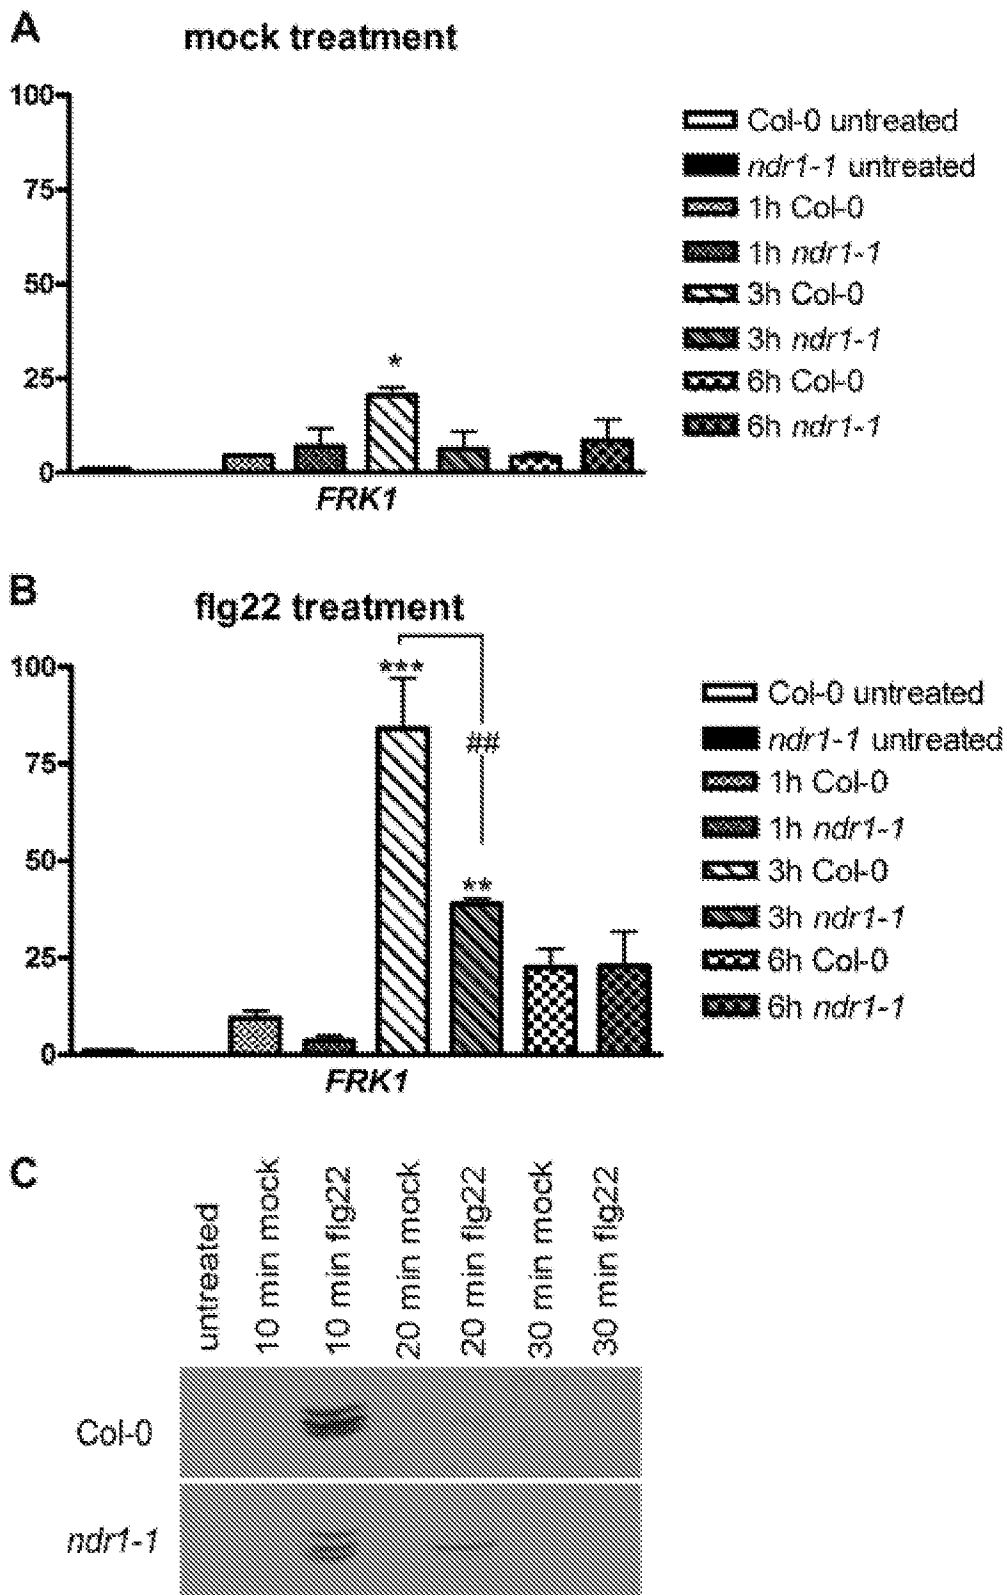 A
mock treatment
100
75
50
25
0
*
FRK1
Col-0 untreated
ndr1-1 untreated
1h Col-0
1h ndr1-1
3h Col-0
3h ndr1-1
6h Col-0
6h ndr1-1
B
flg22 treatment
100
75
50
25
0
***
##
**
FRK1
Col-0 untreated
ndr1-1 untreated
1h Col-0
1h ndr1-1
3h Col-0
3h ndr1-1
6h Col-0
6h ndr1-1
C
untreated
10 min mock
10 min flg22
20 min mock
20 min flg22
30 min mock
30 min flg22
Col-0
ndr1-1